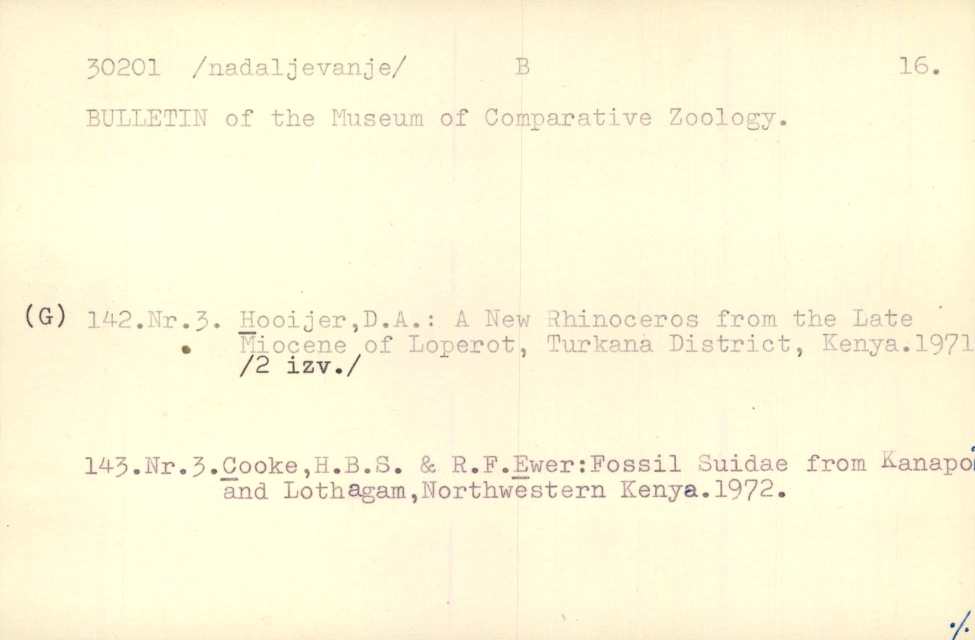 30201 /nadaljevanje/ B 16.
BULLETIN of the Museum of Comparative Zoology.
(G) 142.Nr.3. Hooijer,D.A.: A New Rhinoceros from the Late
Miocene of Loperot, Turkana District, Kenya.1971
/2 izv./
143.Nr.3.Cooke,H.B.S. & R.F.Ewer:Fossil Suidae from Kanapoi
and Lothagam,Northwestern Kenya.1972.
./.